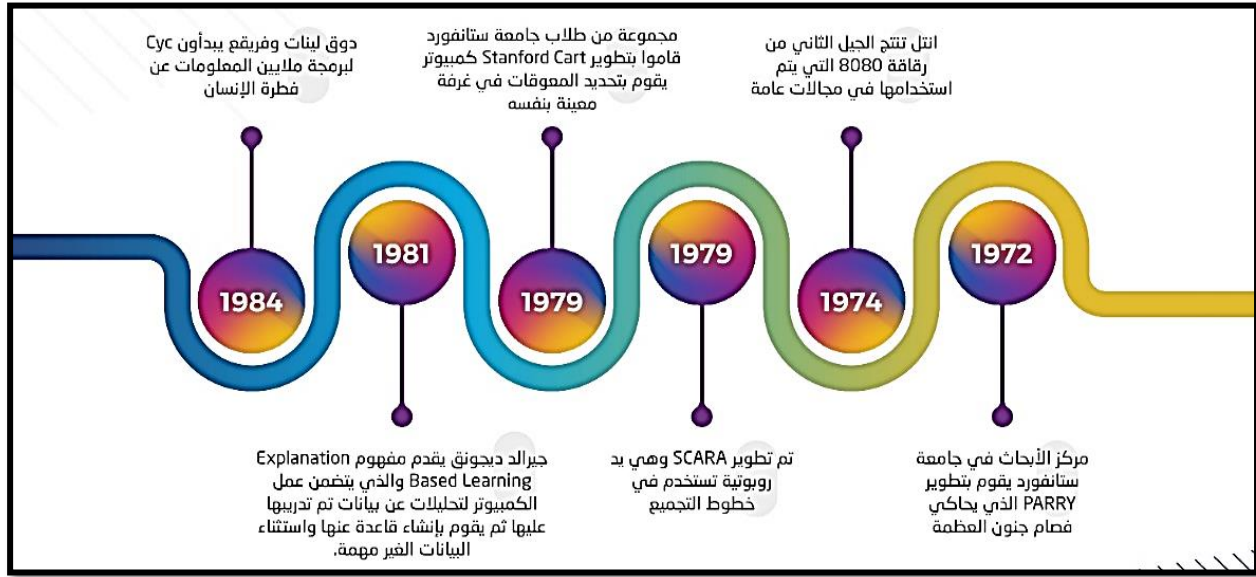 مركز الأبحاث في جامعة
ستانفورد يقوم بتطوير
PARRY الذي يحاكي
فصام جنون العظمة
1972
انتل تنتج الجيل الثاني من
رقاقة 8080 التي يتم
استخدامها في مجالات عامة
1974
تم تطوير SCARA وهي يد
روبوتية تستخدم في
خطوط التجميع
1979
مجموعة من طلاب جامعة ستانفورد
قاموا بتطوير Stanford Cart كمبيوتر
يقوم بتحديد المعوقات في غرفة
معينة بنفسه
1979
جيرالد ديجونق يقدم مفهوم Explanation
Based Learning والذي يتضمن عمل
الكمبيوتر لتحليلات عن بيانات تم تدريبها
عليها ثم يقوم بإنشاء قاعدة عنها واستثناء
البيانات الغير مهمة.
1981
دوق لينات وفريقع يبدأون Cyc
لبرمجة ملايين المعلومات عن
فطرة الإنسان
1984